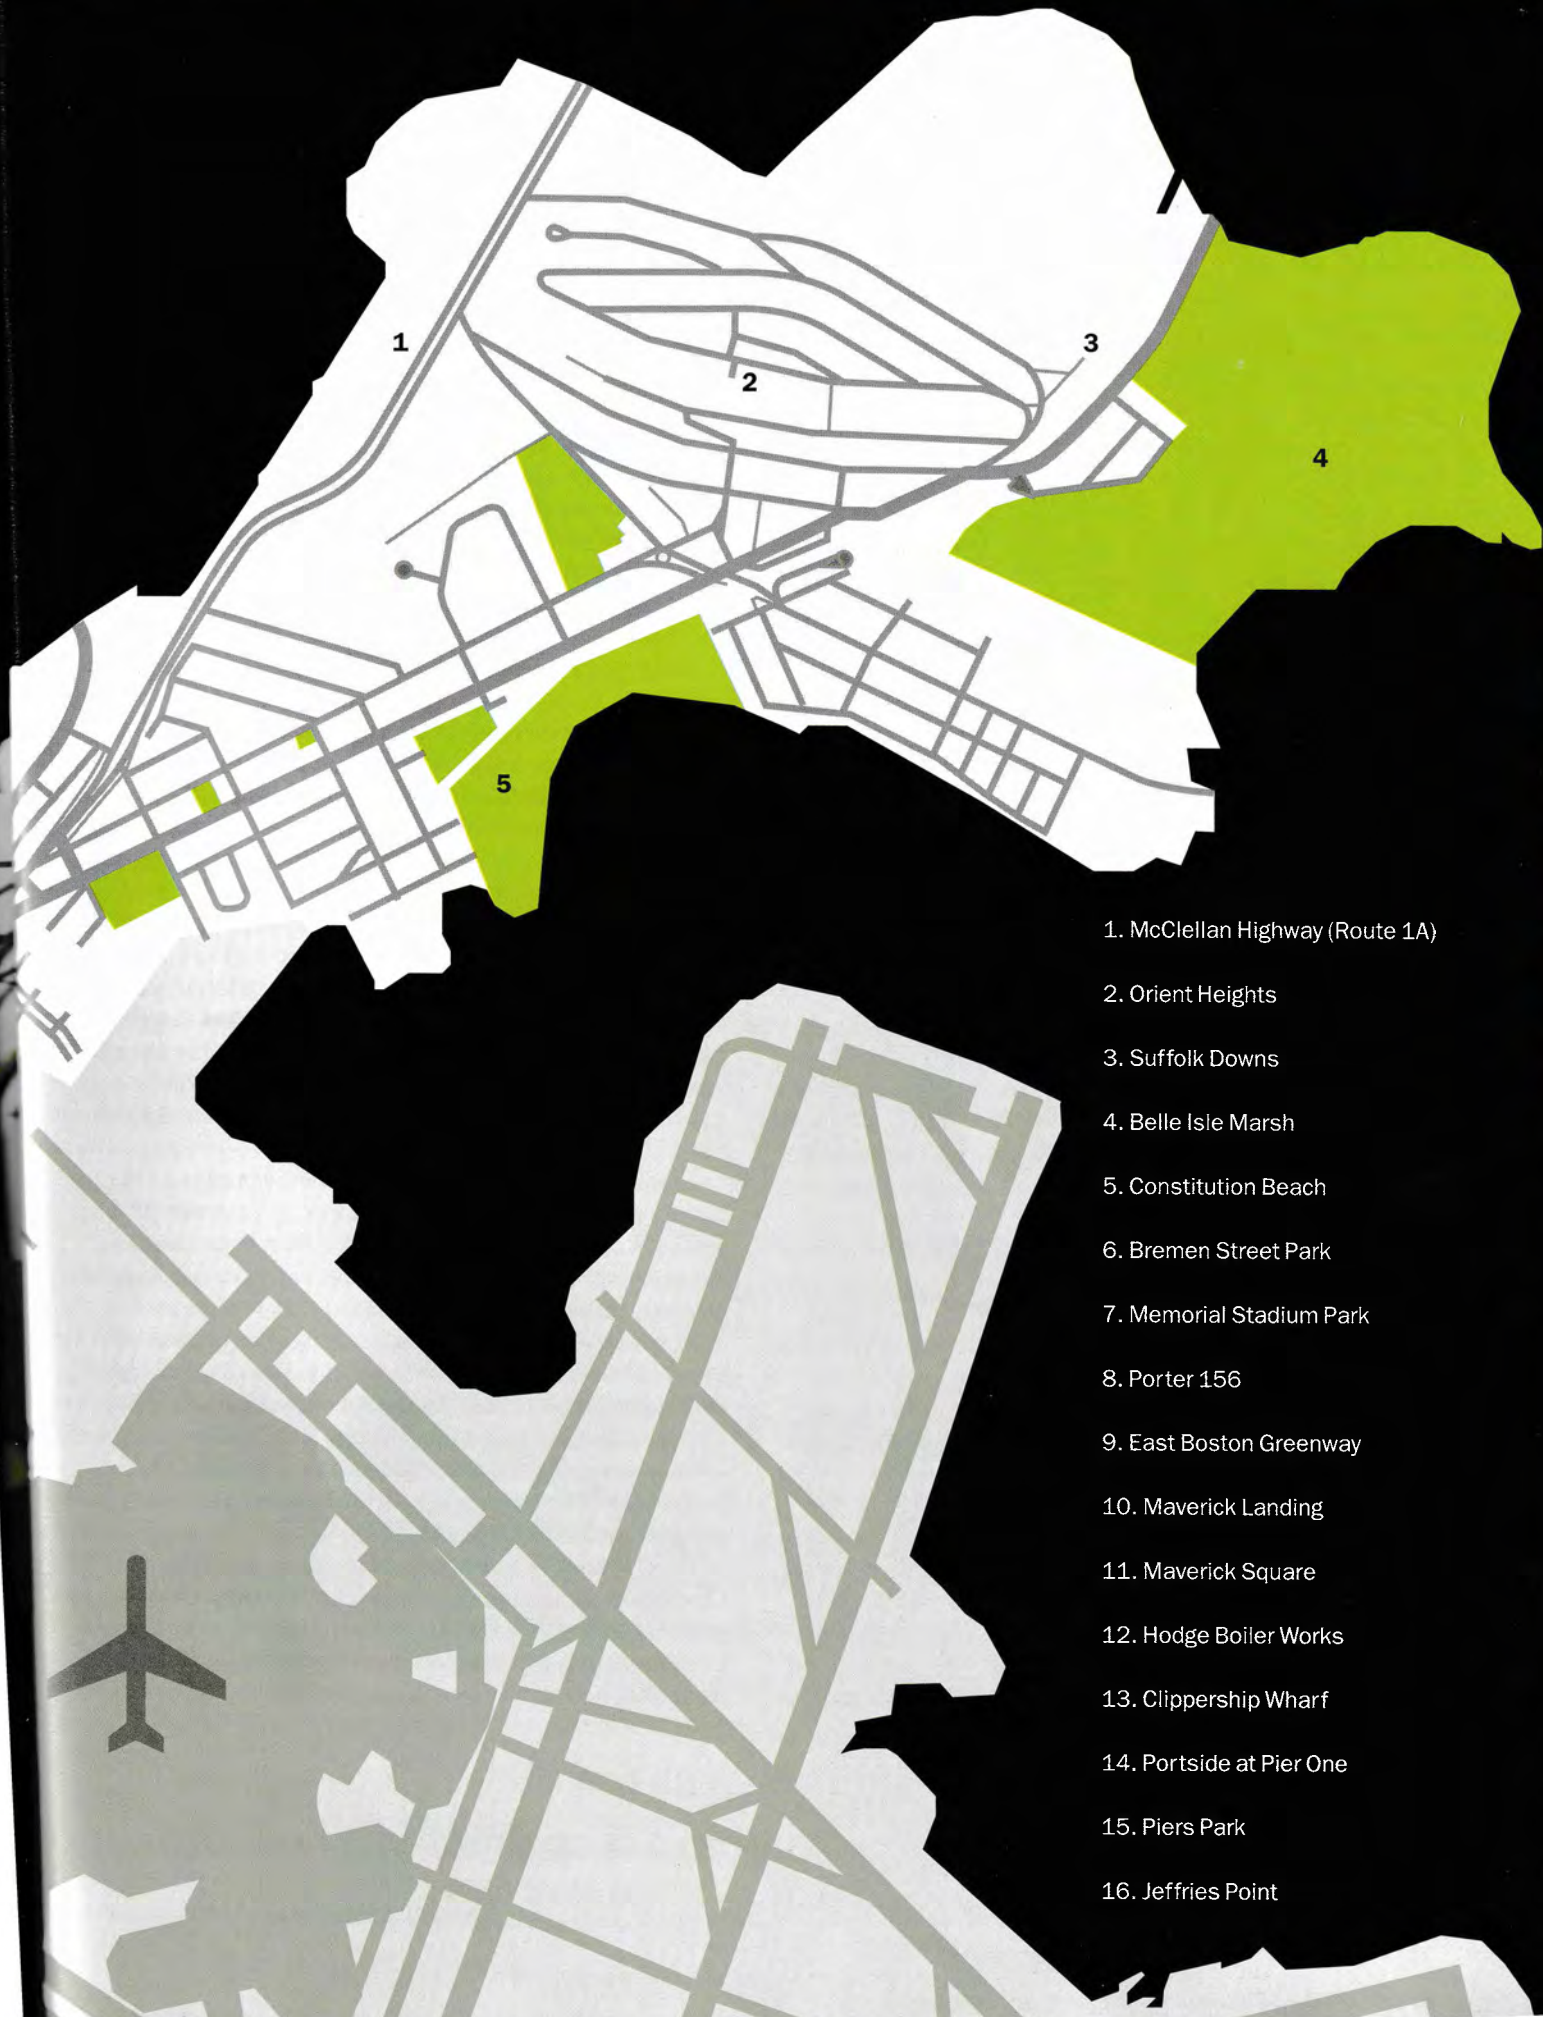 1
2
3
4
5
1. McClellan Highway (Route 1A)
2. Orient Heights
3. Suffolk Downs
4. Belle Isle Marsh
5. Constitution Beach
6. Bremen Street Park
7. Memorial Stadium Park
8. Porter 156
9. East Boston Greenway
10. Maverick Landing
11. Maverick Square
12. Hodge Boiler Works
13. Clippership Wharf
14. Portside at Pier One
15. Piers Park
16. Jeffries Point